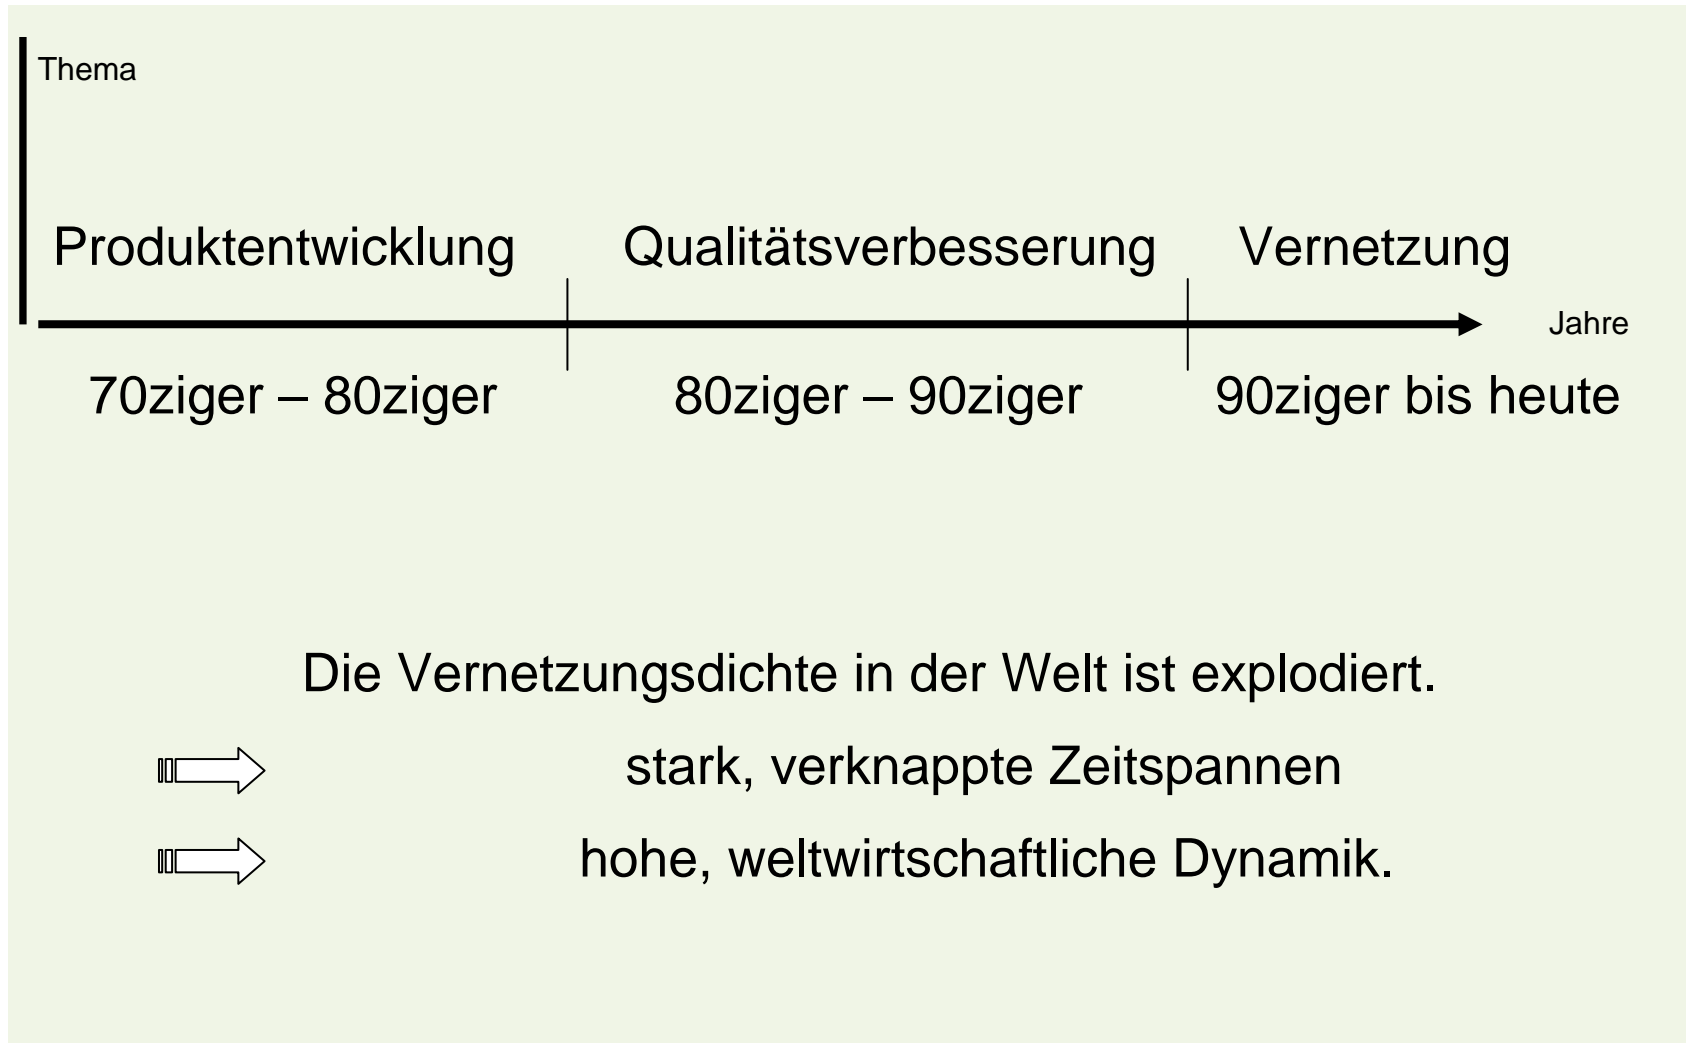 Thema
Produktentwicklung Qualitätsverbesserung Vernetzung
Jahre
70ziger – 80ziger 80ziger – 90ziger 90ziger bis heute
Die Vernetzungsdichte in der Welt ist explodiert.
stark, verknappte Zeitspannen
hohe, weltwirtschaftliche Dynamik.